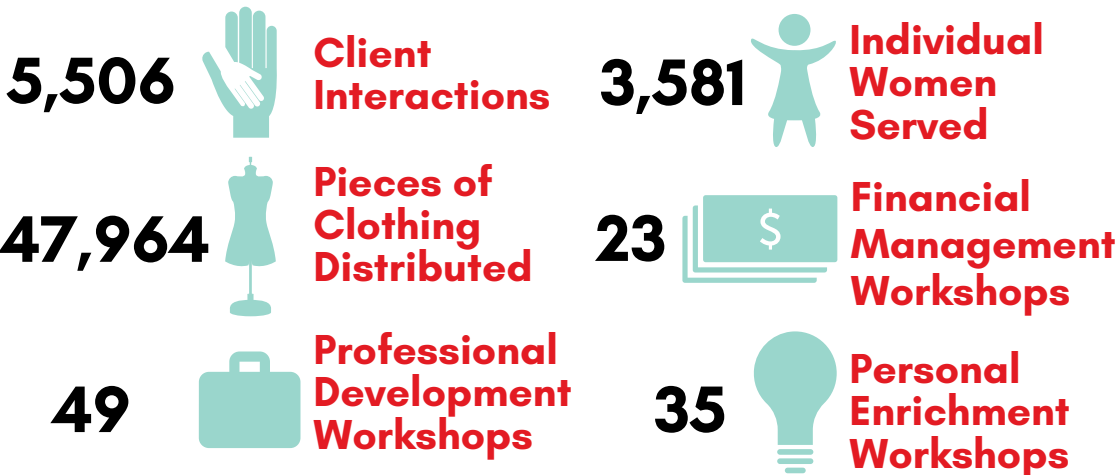 5,506
Client
Interactions
3,581
Individual
Women
Served
47,964
Pieces of
Clothing
Distributed
23
$
Financial
Management
Workshops
49
Professional
Development
Workshops
35
Personal
Enrichment
Workshops